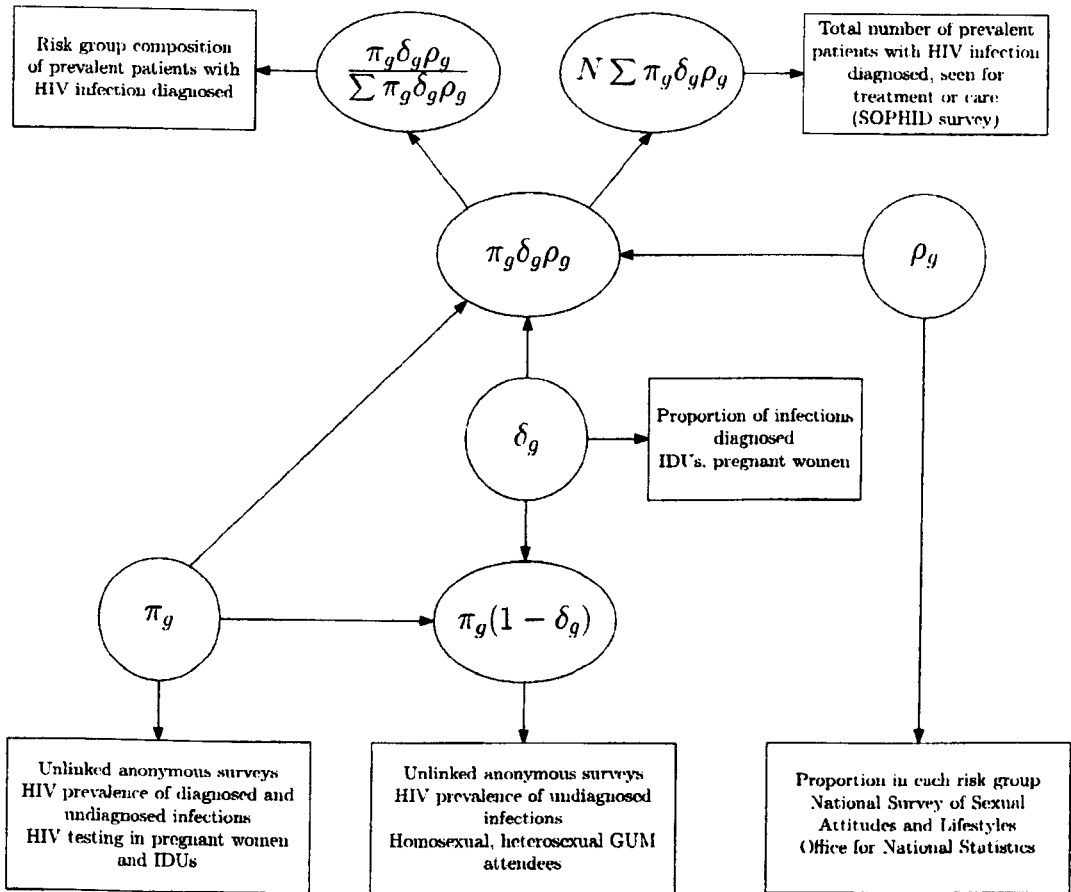 Risk group composition
of prevalent patients with
HIV infection diagnosed
π_g δ_g ρ_g
∑ π_g δ_g ρ_g
N ∑ π_g δ_g ρ_g
Total number of prevalent
patients with HIV infection
diagnosed, seen for
treatment or care
(SOPHID survey)
π_g δ_g ρ_g
ρ_g
δ_g
Proportion of infections
diagnosed
IDUs, pregnant women
π_g
π_g(1 − δ_g)
Unlinked anonymous surveys
HIV prevalence of diagnosed and
undiagnosed infections
HIV testing in pregnant women
and IDUs
Unlinked anonymous surveys
HIV prevalence of undiagnosed
infections
Homosexual, heterosexual GUM
attendees
Proportion in each risk group
National Survey of Sexual
Attitudes and Lifestyles
Office for National Statistics